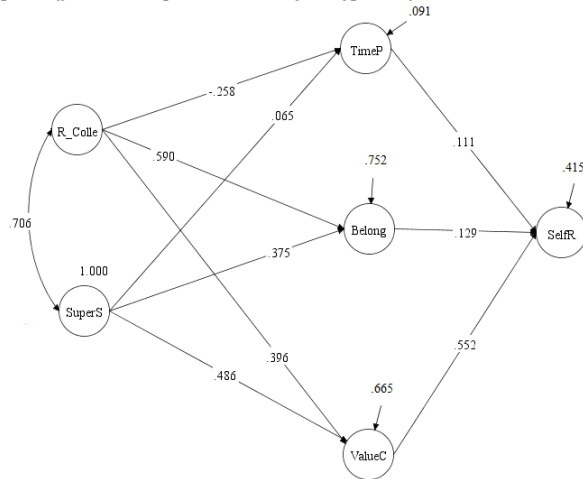 .091
TimeP
-.258
.065
R_Colle
.111
.590
.752
.415
.706
Belong
.129
SelfR
.375
1.000
SuperS
.552
.396
.486
.665
ValueC